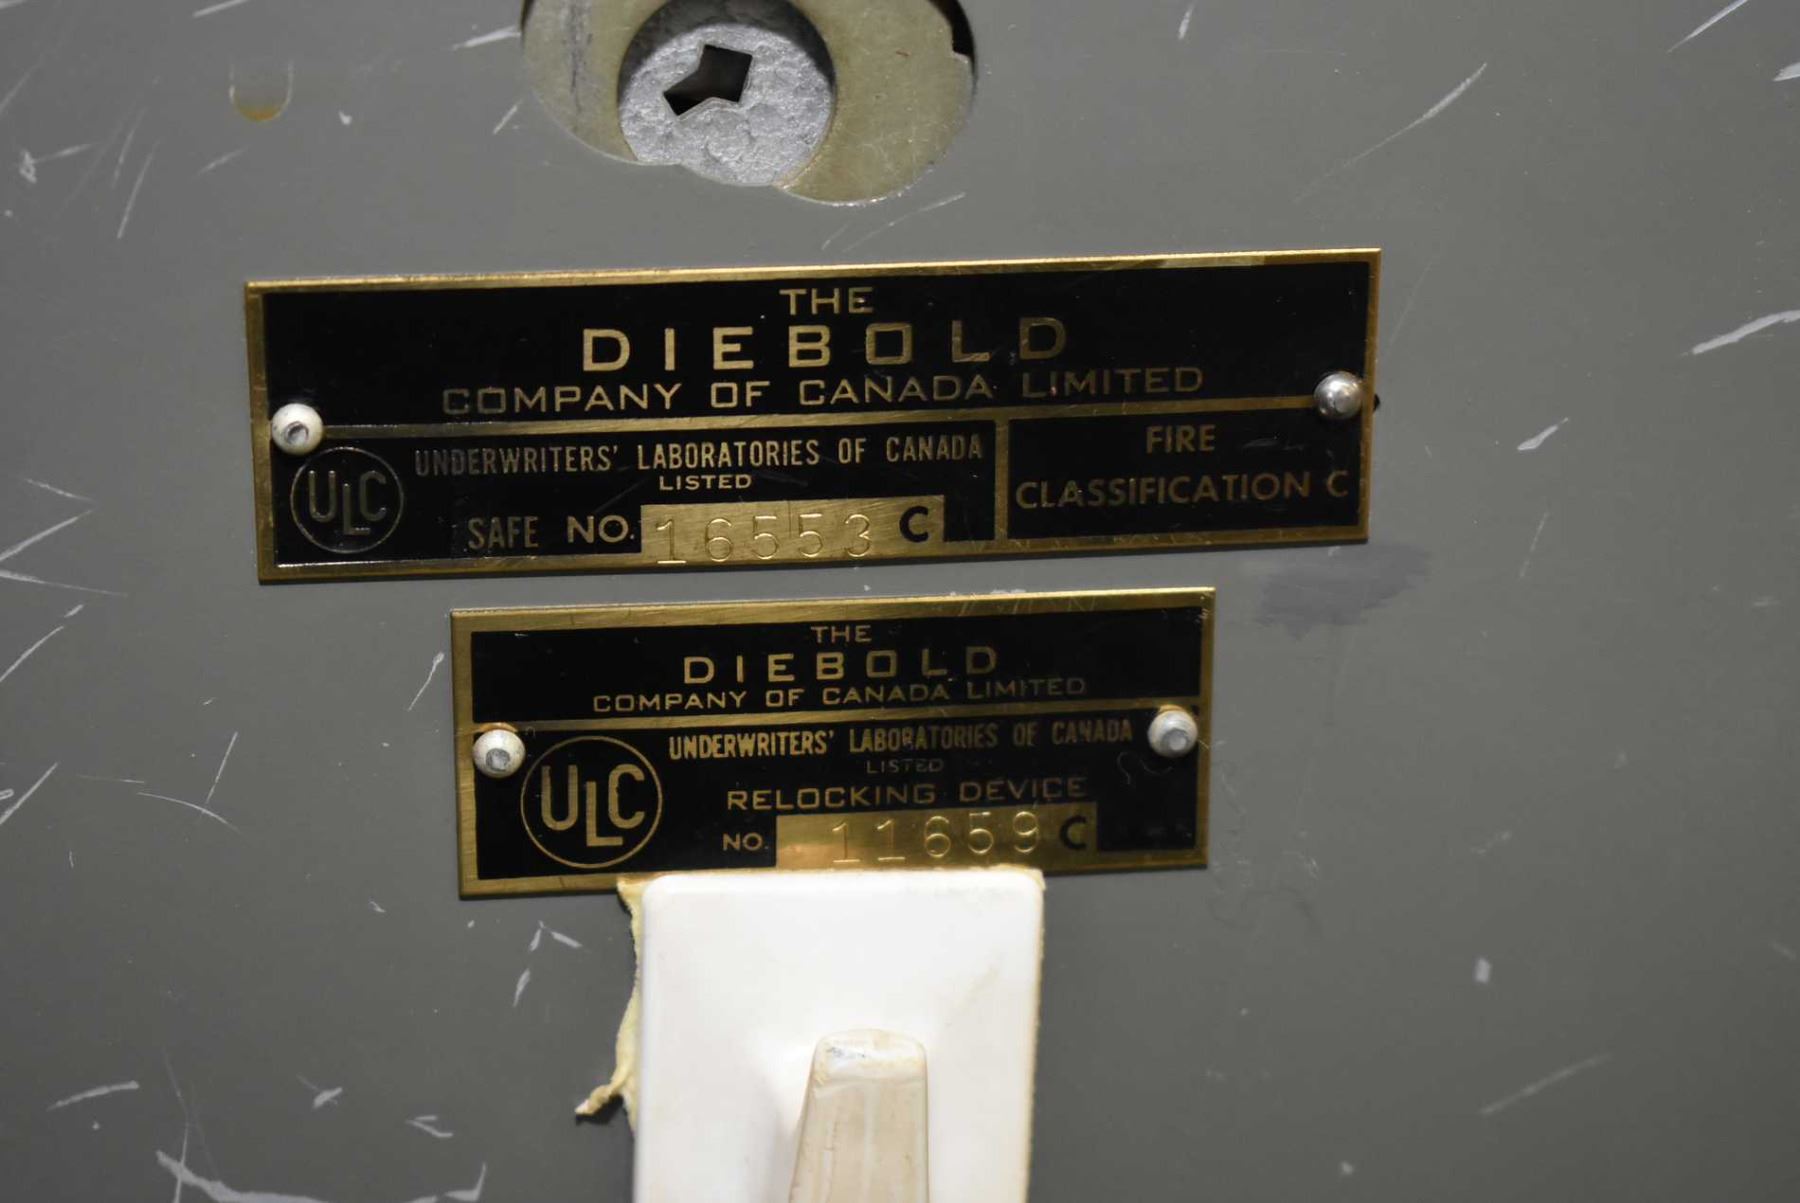 THE
DIEBOLD
COMPANY OF CANADA LIMITED
ULC
UNDERWRITERS' LABORATORIES OF CANADA
LISTED
SAFE NO. 16553 C
FIRE
CLASSIFICATION C
THE
DIEBOLD
COMPANY OF CANADA LIMITED
ULC
UNDERWRITERS' LABORATORIES OF CANADA
LISTED
RELOCKING DEVICE
NO. 11659 C